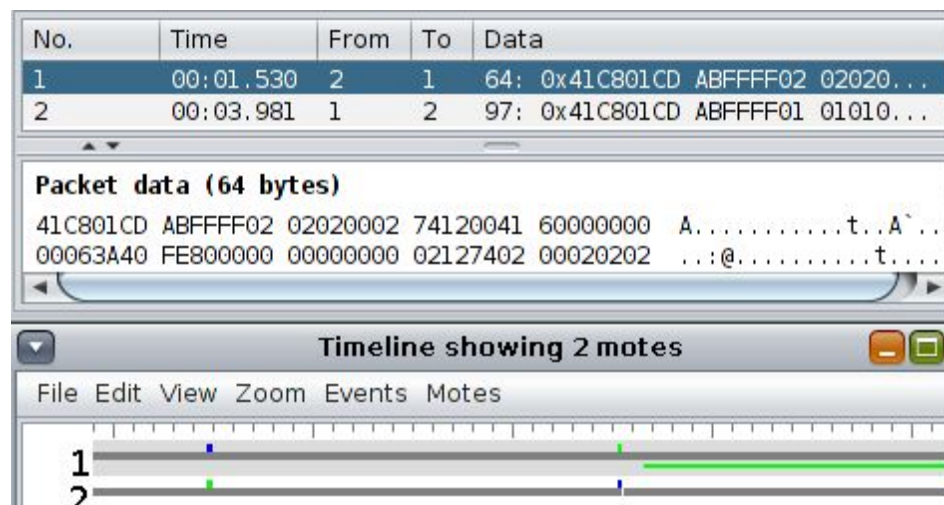 No. Time From To Data
1 00:01.530 2 1 64: 0x41C801CD ABFFFF02 02020...
2 00:03.981 1 2 97: 0x41C801CD ABFFFF01 01010...
Packet data (64 bytes)
41C801CD ABFFFF02 02020002 74120041 60000000 A............t..A`..
00063A40 FE800000 00000000 02127402 00020202 ..:@..........t....
Timeline showing 2 motes
File Edit View Zoom Events Motes
1
2